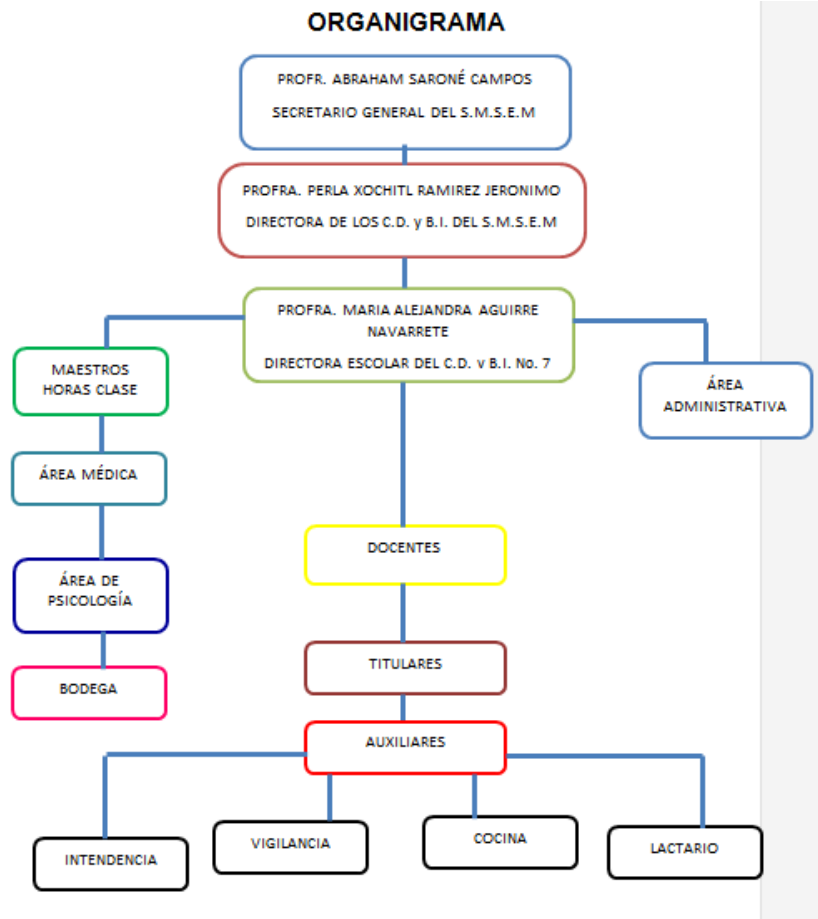 ORGANIGRAMA
PROFR. ABRAHAM SARONÉ CAMPOS
SECRETARIO GENERAL DEL S.M.S.E.M
PROFRA. PERLA XOCHITL RAMIREZ JERONIMO
DIRECTORA DE LOS C.D. y B.I. DEL S.M.S.E.M
PROFRA. MARIA ALEJANDRA AGUIRRE
NAVARRETE
DIRECTORA ESCOLAR DEL C.D. v B.I. No. 7
MAESTROS
HORAS CLASE
ÁREA
ADMINISTRATIVA
ÁREA MÉDICA
DOCENTES
ÁREA DE
PSICOLOGÍA
TITULARES
BODEGA
AUXILIARES
INTENDENCIA
VIGILANCIA
COCINA
LACTARIO